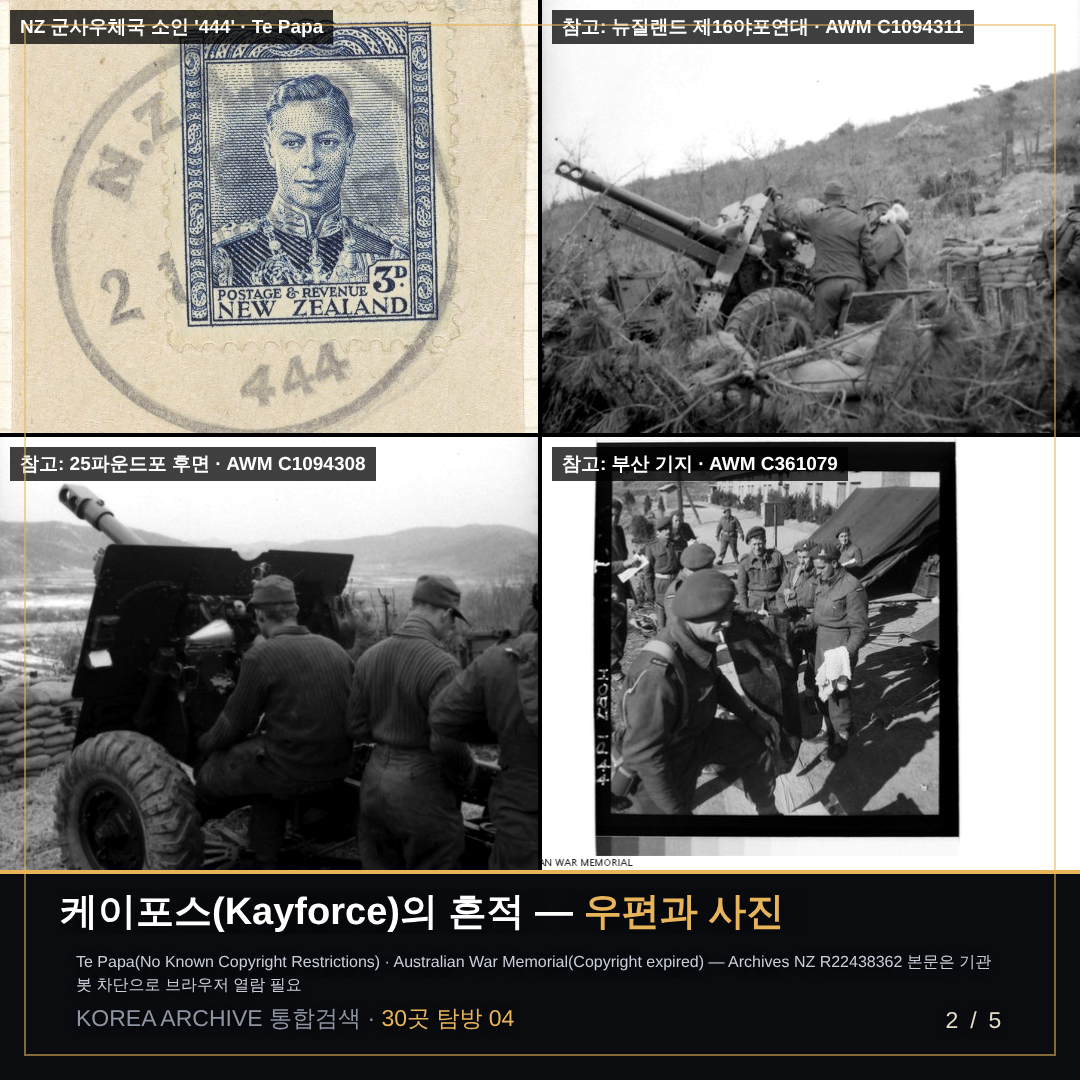 NZ 군사우체국 소인 '444' · Te Papa
참고: 뉴질랜드 제16야포연대 · AWM C1094311
N.Z
2 1
POSTAGE & REVENUE
3D
NEW ZEALAND
444
참고: 25파운드포 후면 · AWM C1094308
참고: 부산 기지 · AWM C361079
AN WAR MEMORIAL
케이포스(Kayforce)의 흔적 — 우편과 사진
Te Papa(No Known Copyright Restrictions) · Australian War Memorial(Copyright expired) — Archives NZ R22438362 본문은 기관
봇 차단으로 브라우저 열람 필요
KOREA ARCHIVE 통합검색 · 30곳 탐방 04
2 / 5